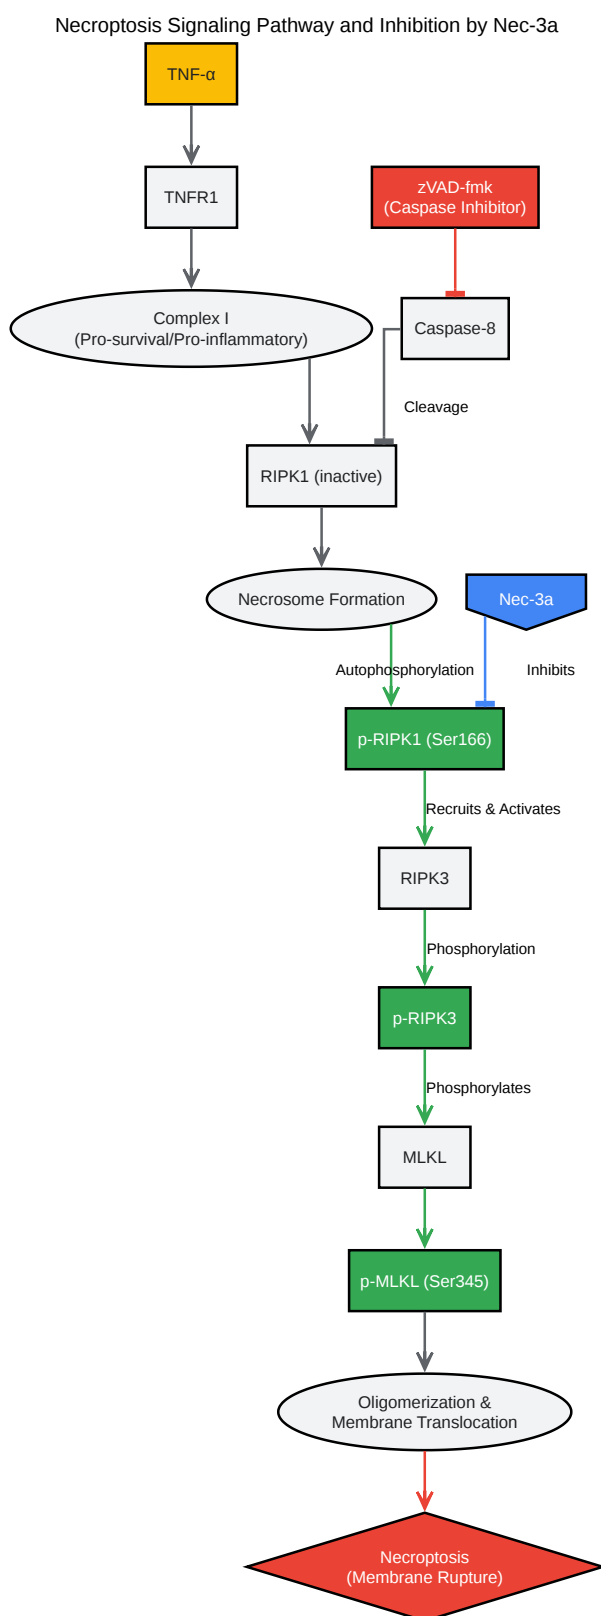 Necroptosis Signaling Pathway and Inhibition by Nec-3a
TNF-α
TNFR1
zVAD-fmk
(Caspase Inhibitor)
Complex I
(Pro-survival/Pro-inflammatory)
Caspase-8
Cleavage
RIPK1 (inactive)
Necrosome Formation
Nec-3a
Autophosphorylation
Inhibits
p-RIPK1 (Ser166)
Recruits & Activates
RIPK3
Phosphorylation
p-RIPK3
Phosphorylates
MLKL
p-MLKL (Ser345)
Oligomerization &
Membrane Translocation
Necroptosis
(Membrane Rupture)